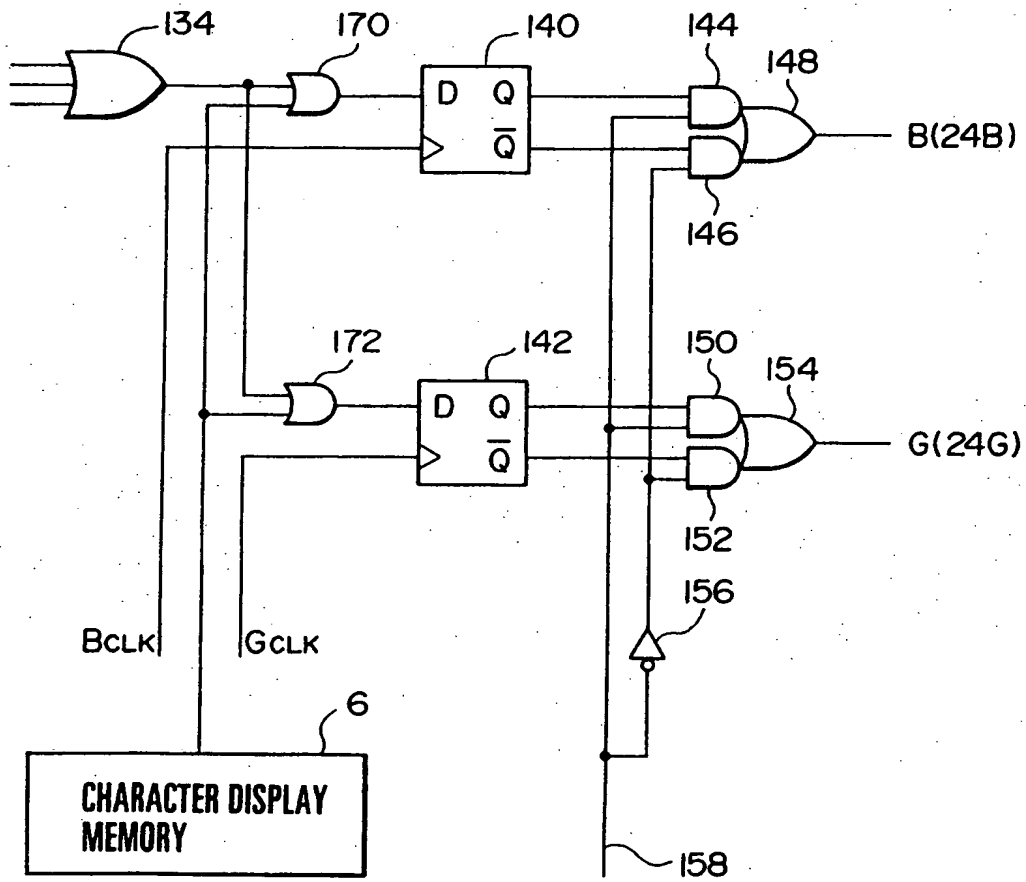 134
170
140
144
148
D Q
Q̅
B(24B)
146
172
142
150
154
D Q
Q̅
G(24G)
152
156
BCLK
GCLK
6
CHARACTER DISPLAY
MEMORY
158